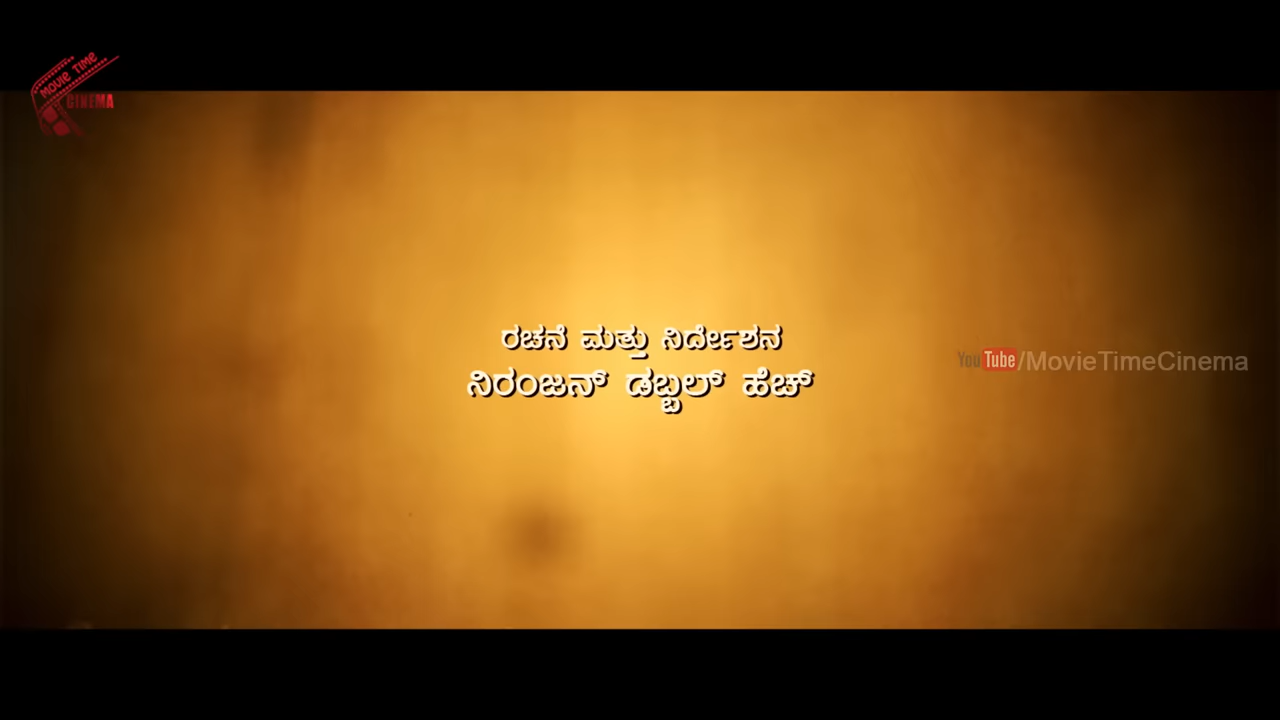 MOVIE TIME
CINEMA
ರಚನೆ ಮತ್ತು ನಿರ್ದೇಶನ
ನಿರಂಜನ್ ಡಬ್ಬಲ್ ಹೆಚ್
YouTube/MovieTimeCinema